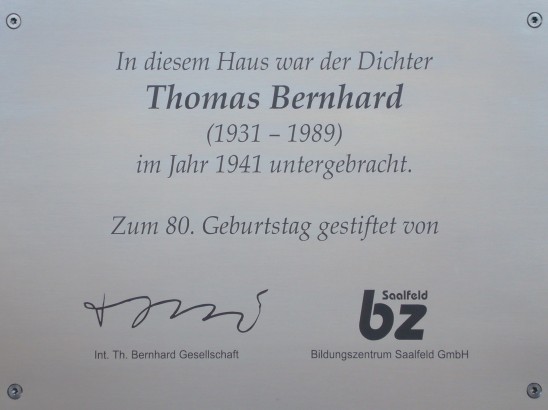 In diesem Haus war der Dichter
Thomas Bernhard
(1931 – 1989)
im Jahr 1941 untergebracht.
Zum 80. Geburtstag gestiftet von
Saalfeld
bz
Int. Th. Bernhard Gesellschaft
Bildungszentrum Saalfeld GmbH